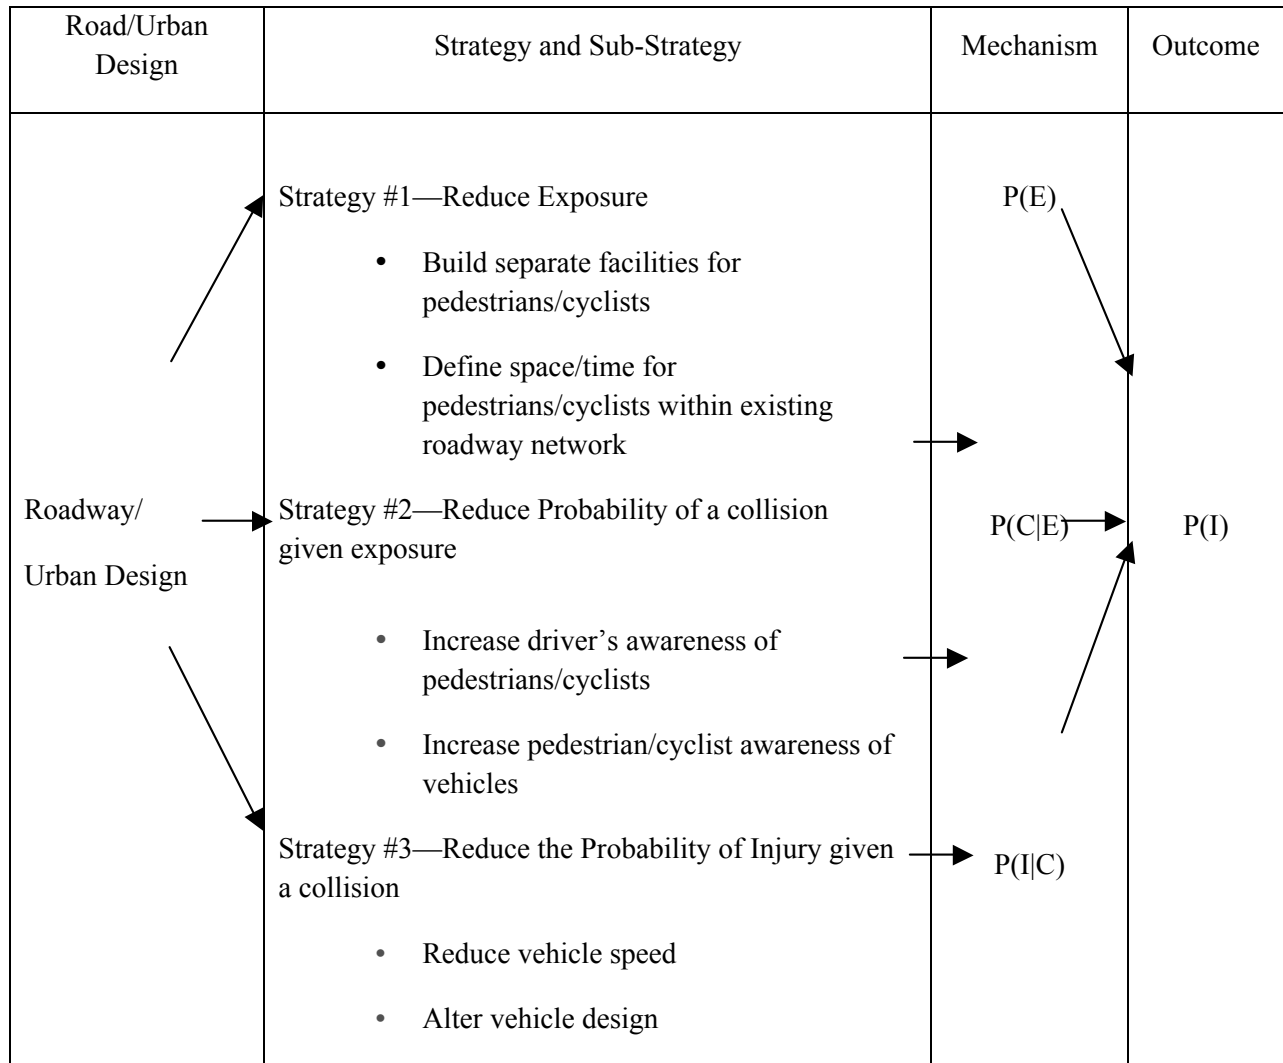 Road/Urban
Design
Strategy and Sub-Strategy
Mechanism
Outcome
Strategy #1—Reduce Exposure
P(E)
• Build separate facilities for
pedestrians/cyclists
• Define space/time for
pedestrians/cyclists within existing
roadway network
Roadway/
Urban Design
Strategy #2—Reduce Probability of a collision
given exposure
P(C|E)
P(I)
• Increase driver’s awareness of
pedestrians/cyclists
• Increase pedestrian/cyclist awareness of
vehicles
Strategy #3—Reduce the Probability of Injury given
a collision
P(I|C)
• Reduce vehicle speed
• Alter vehicle design